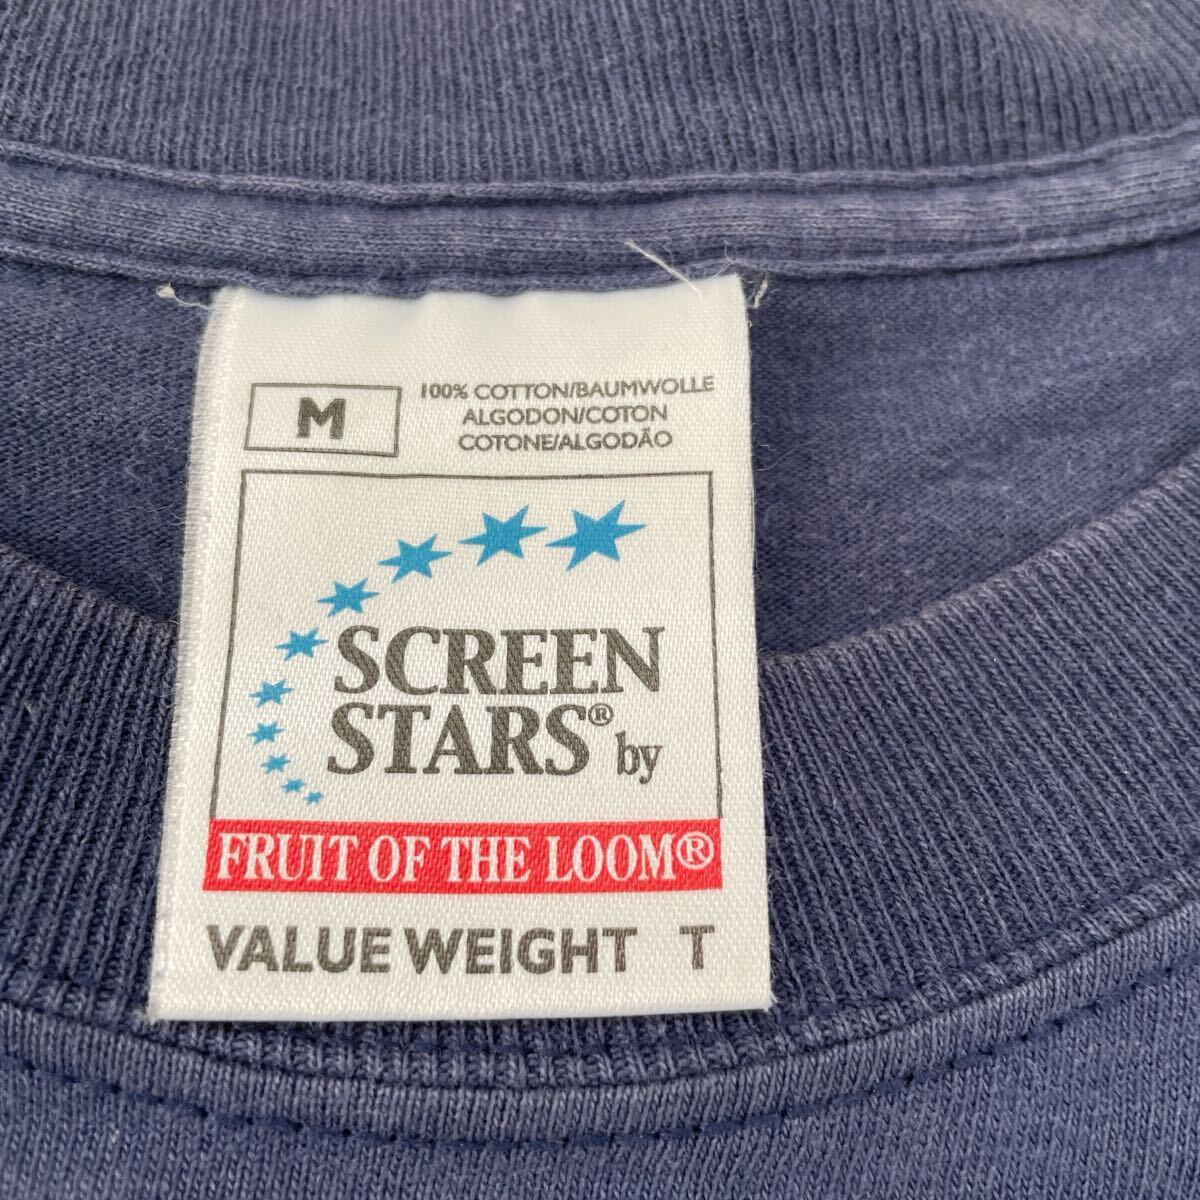 M
100% COTTON/BAUMWOLLE
ALGODON/COTON
COTONE/ALGODÃO
SCREEN
STARS® by
FRUIT OF THE LOOM®
VALUE WEIGHT T